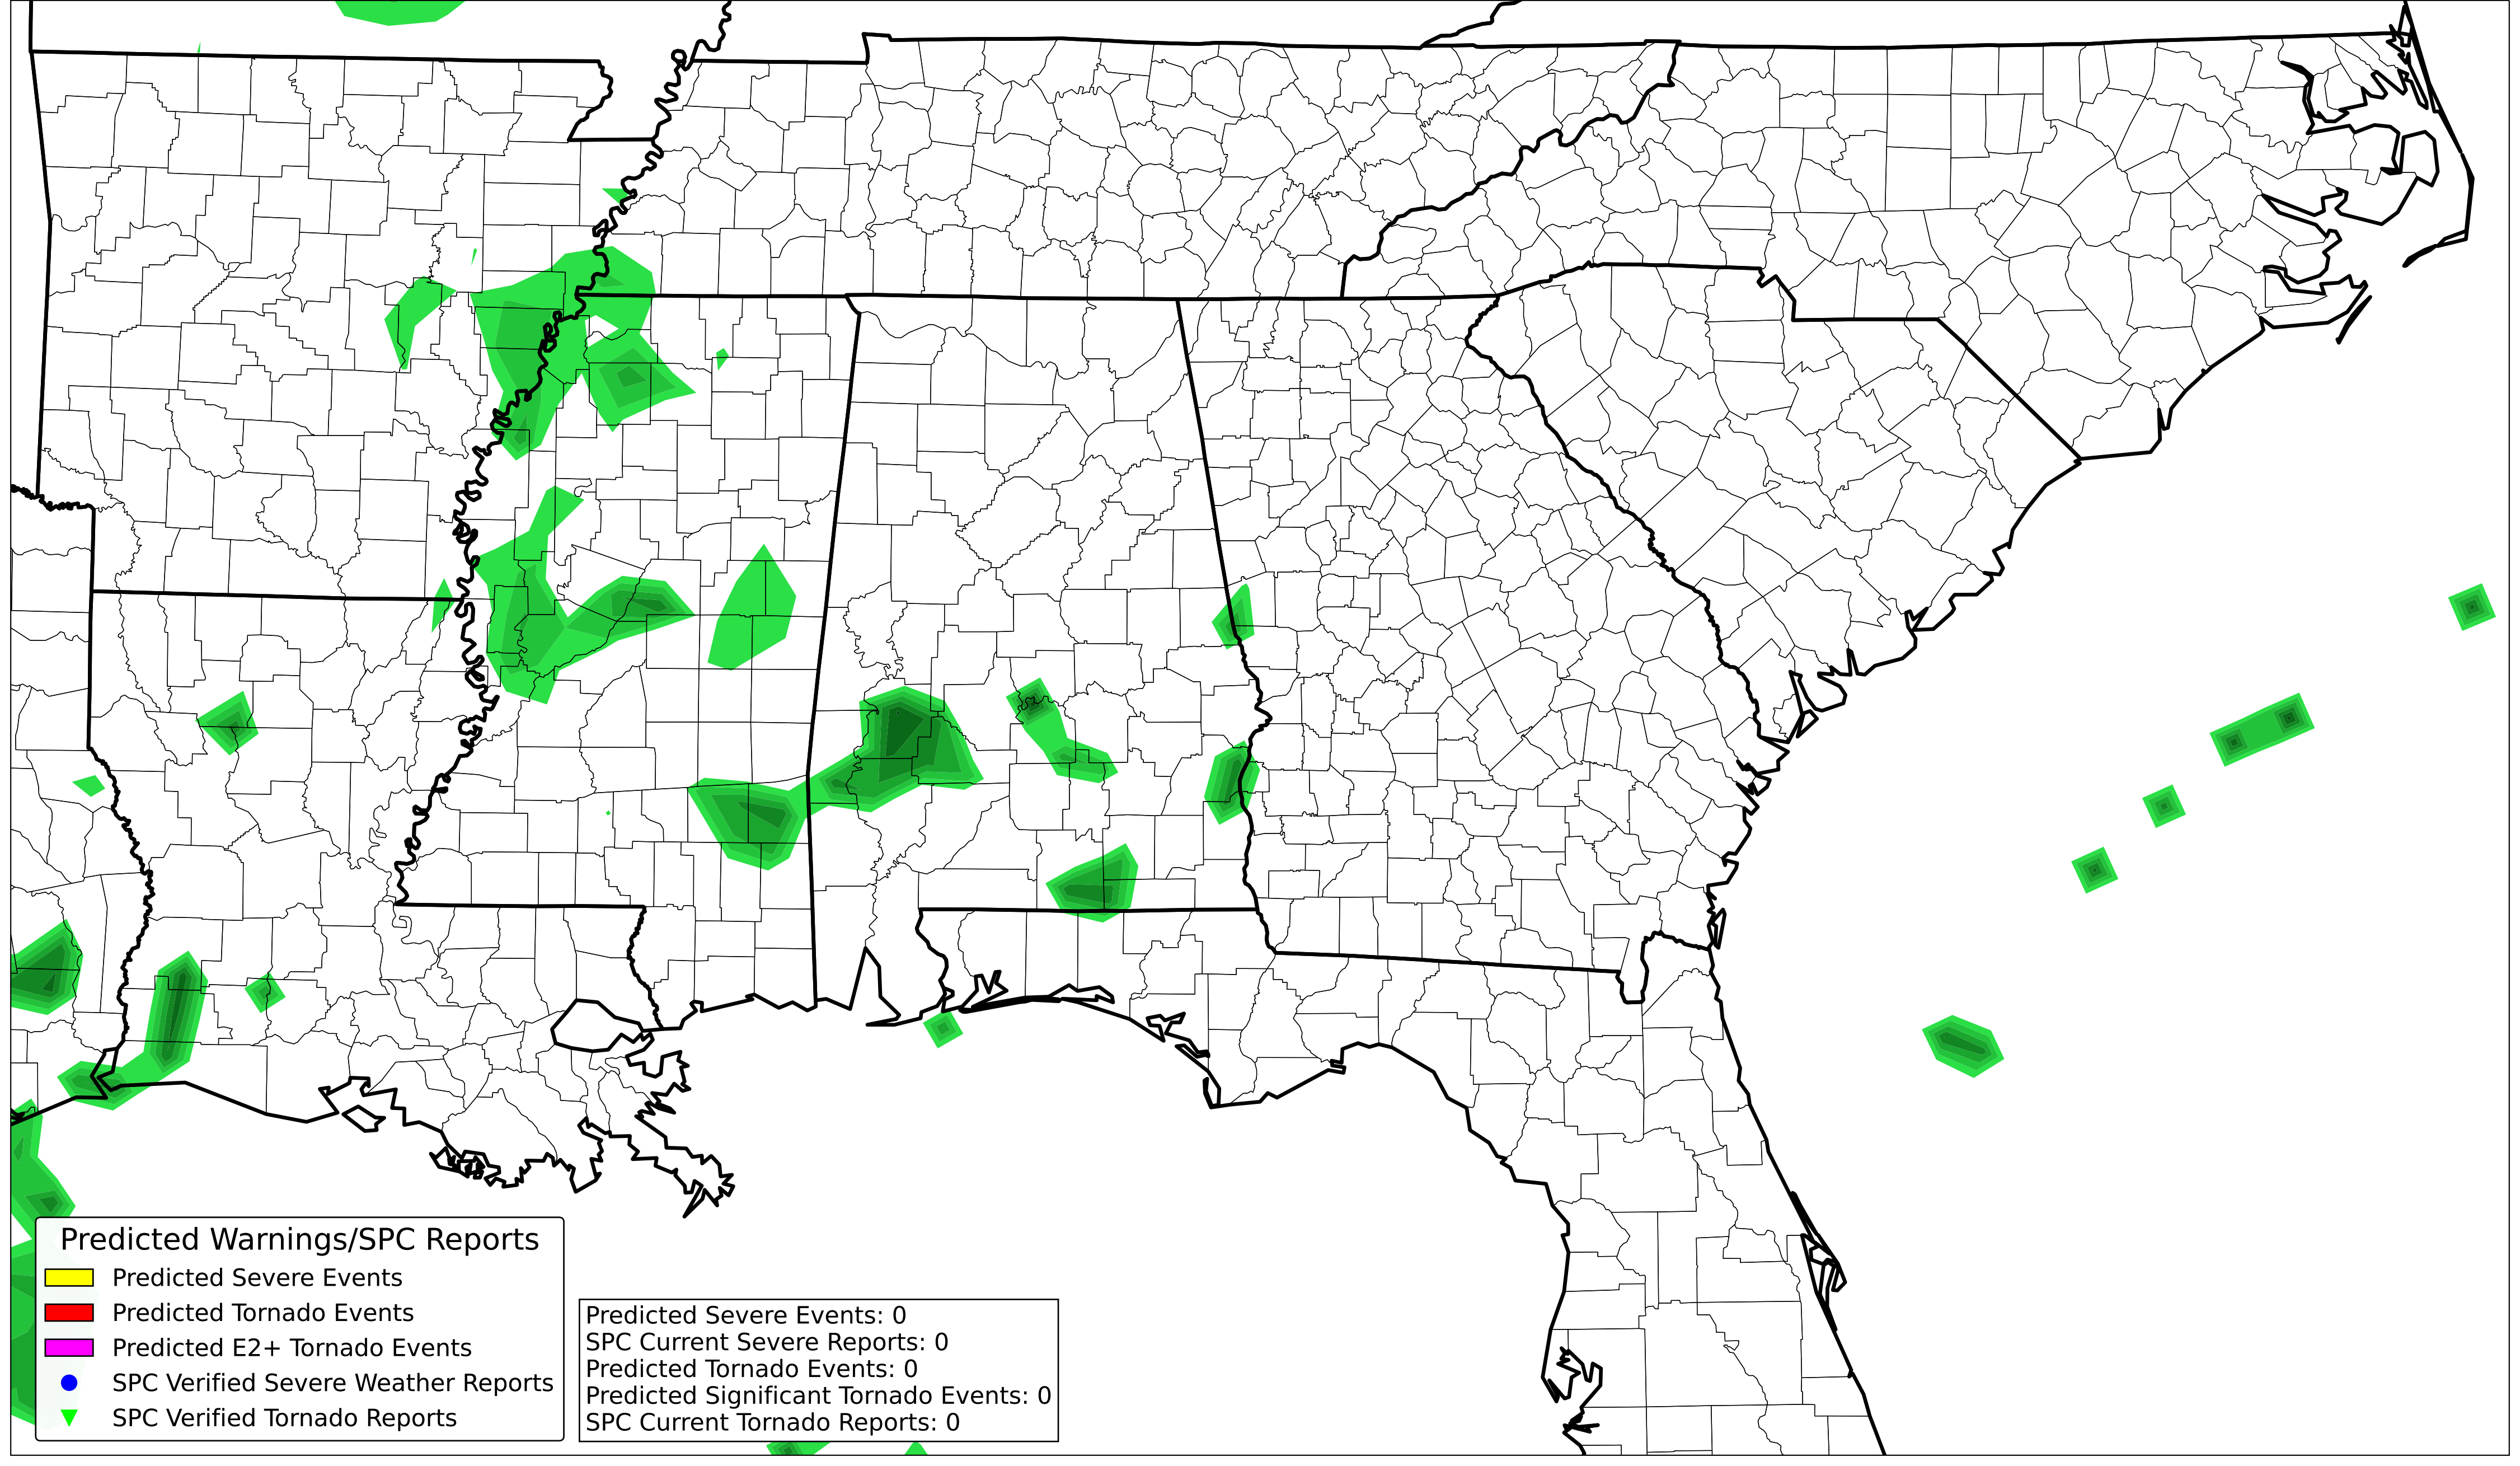 Predicted Warnings/SPC Reports
Predicted Severe Events
Predicted Tornado Events
Predicted E2+ Tornado Events
SPC Verified Severe Weather Reports
SPC Verified Tornado Reports
Predicted Severe Events: 0
SPC Current Severe Reports: 0
Predicted Tornado Events: 0
Predicted Significant Tornado Events: 0
SPC Current Tornado Reports: 0